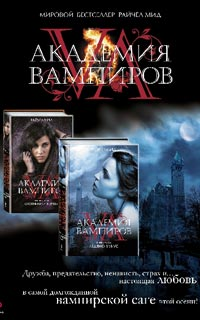 МИРОВОЙ БЕСТСЕЛЛЕР РАЙЧЕЛ МИД
АКАДЕМИЯ
VA
ВАМПИРОВ
АКАДЕМИЯ
ВАМПИРОВ
АКАДЕМИЯ
ВАМПИРОВ
Дружба, предательство, ненависть, страх и
настоящая ЛЮБОВЬ
в самой долгожданной
вампирской саге этой осени!